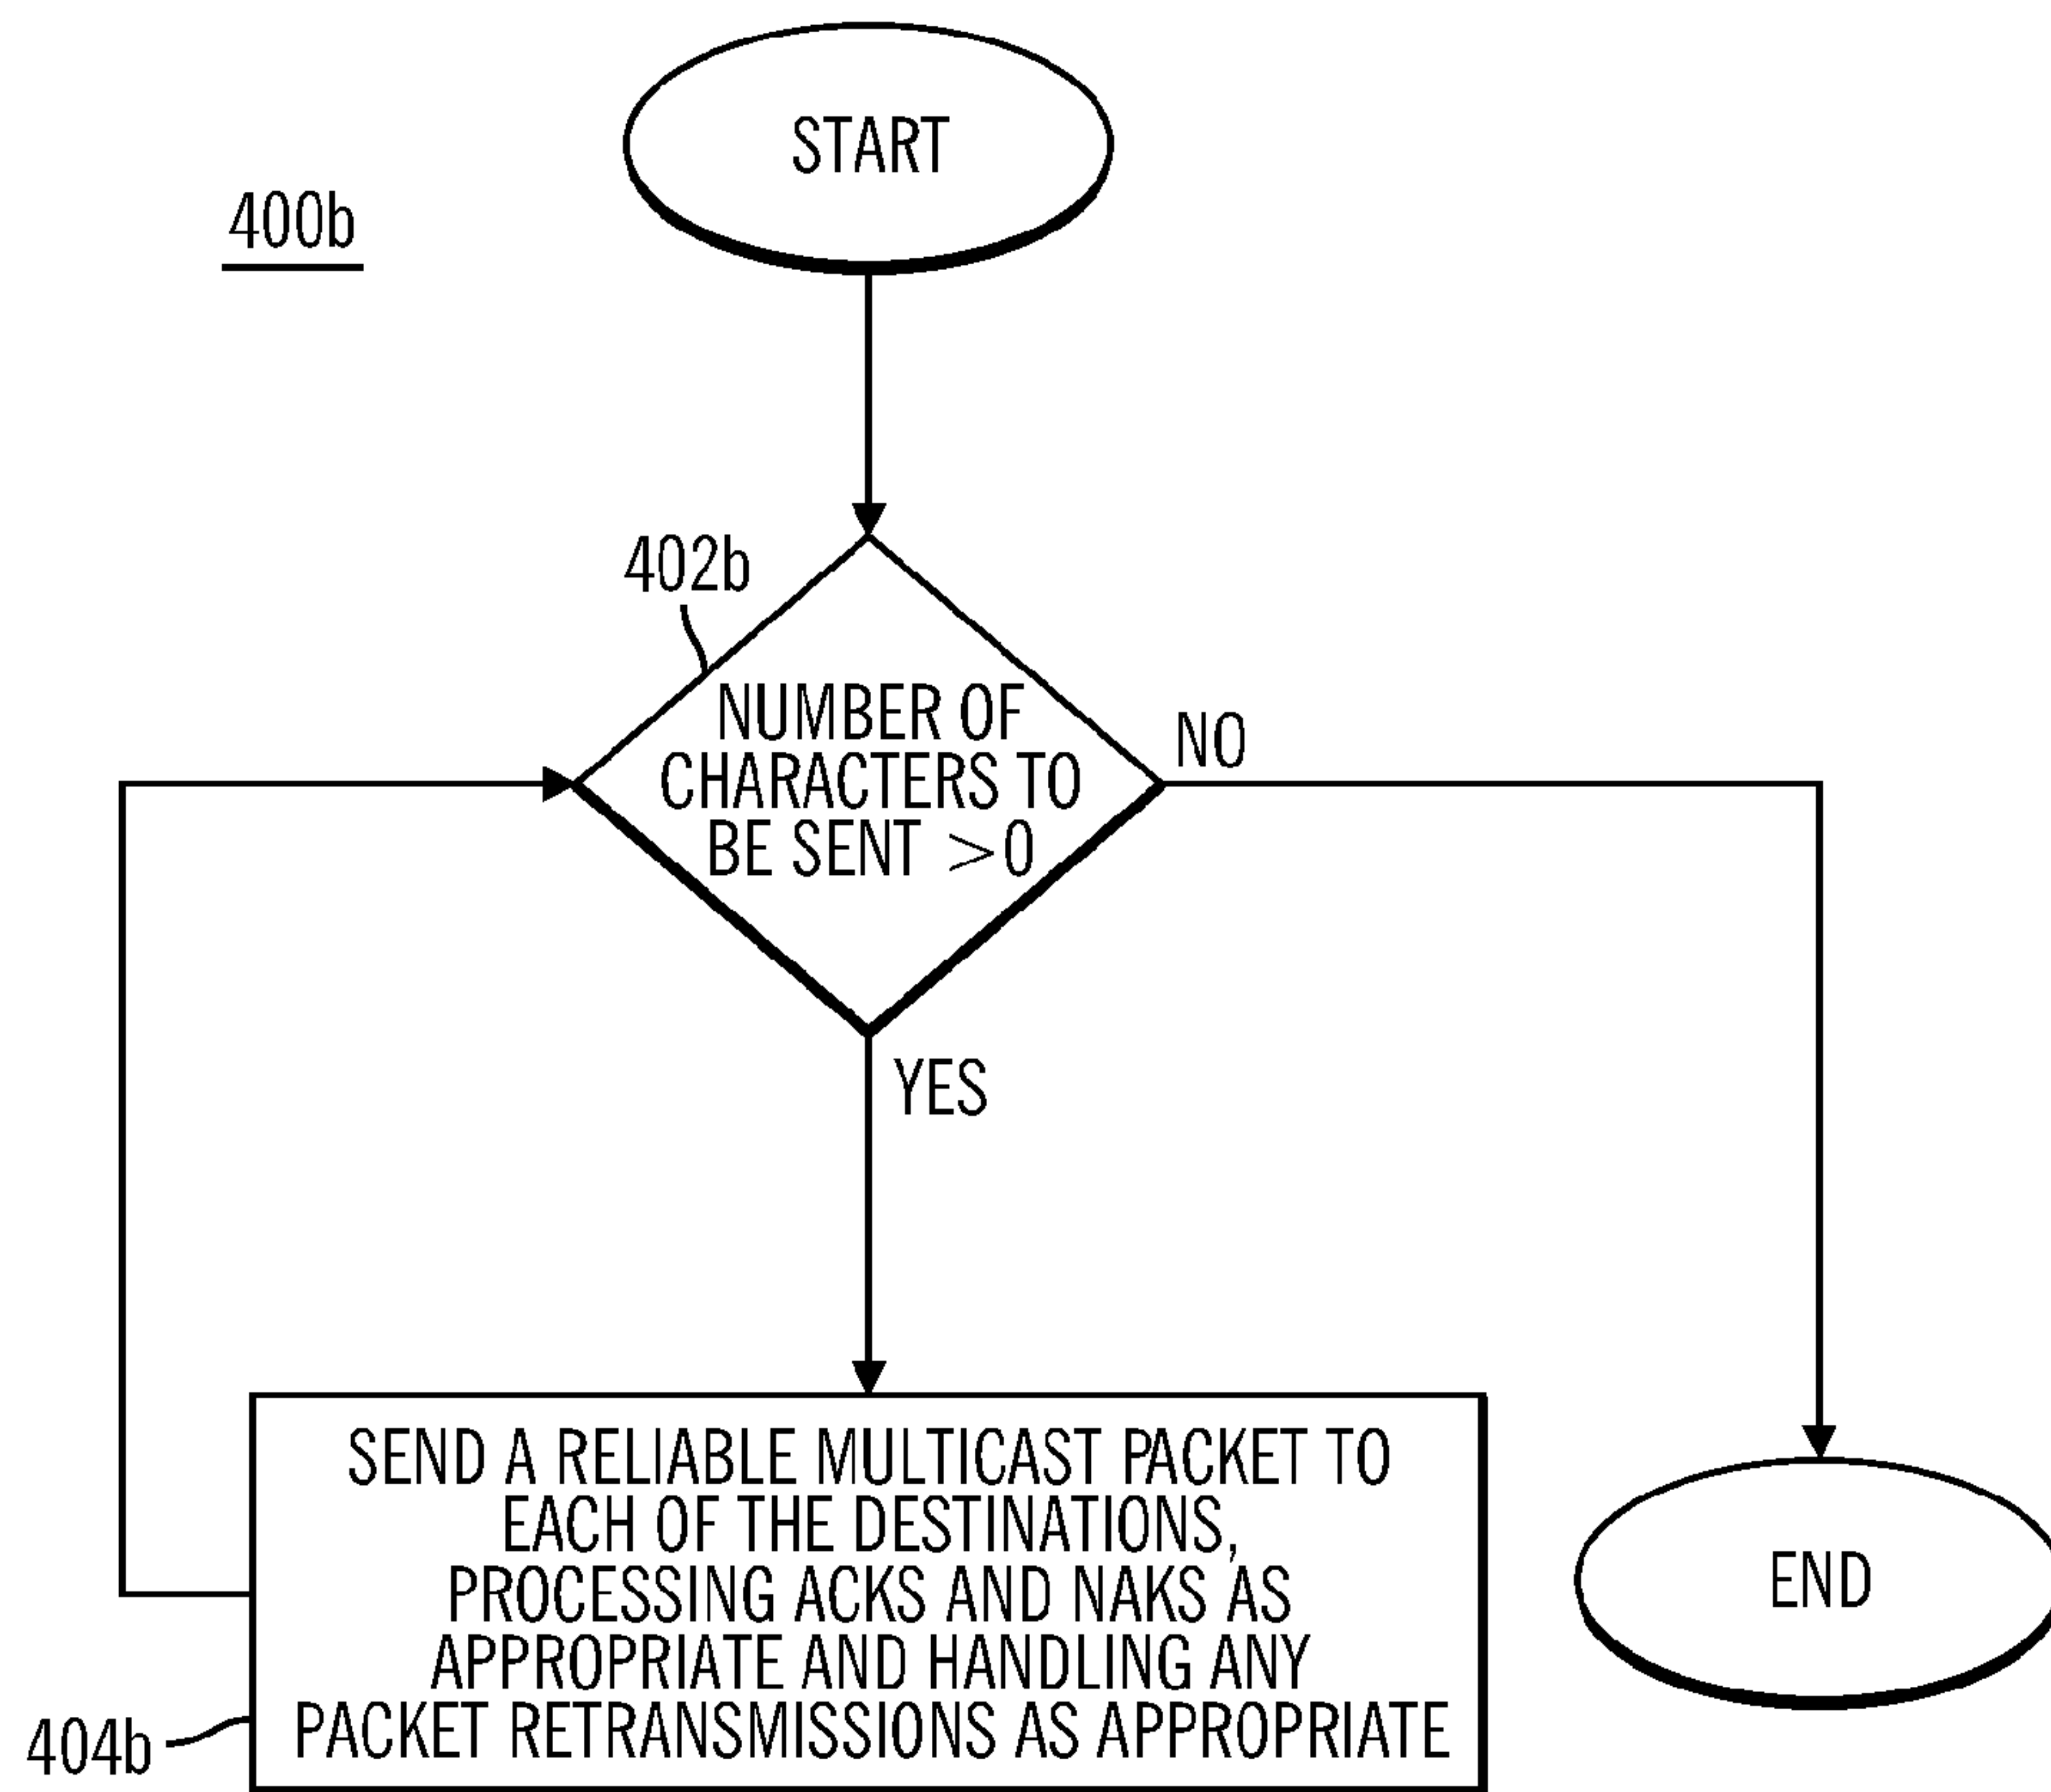 START
400b
402b
NUMBER OF
CHARACTERS TO
BE SENT >0
NO
YES
SEND A RELIABLE MULTICAST PACKET TO
EACH OF THE DESTINATIONS,
PROCESSING ACKS AND NAKS AS
APPROPRIATE AND HANDLING ANY
PACKET RETRANSMISSIONS AS APPROPRIATE
END
404b